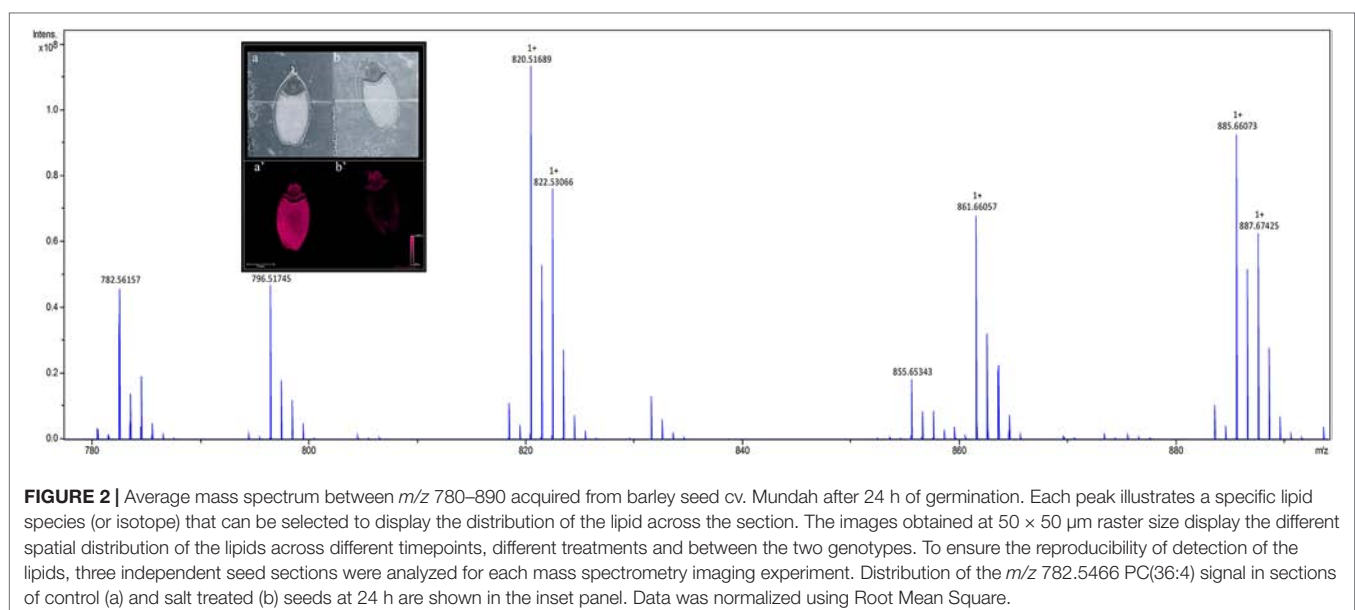 Intens.
x10⁸
1.0
0.8
0.6
0.4
0.2
0.0
a
b
a'
b'
782.56157
796.51745
1+
820.51689
1+
822.53066
855.65343
1+
861.66057
1+
885.66073
1+
887.67425
780
800
820
840
860
880
m/z
FIGURE 2 | Average mass spectrum between m/z 780–890 acquired from barley seed cv. Mundah after 24 h of germination. Each peak illustrates a specific lipid
species (or isotope) that can be selected to display the distribution of the lipid across the section. The images obtained at 50 × 50 μm raster size display the different
spatial distribution of the lipids across different timepoints, different treatments and between the two genotypes. To ensure the reproducibility of detection of the
lipids, three independent seed sections were analyzed for each mass spectrometry imaging experiment. Distribution of the m/z 782.5466 PC(36:4) signal in sections
of control (a) and salt treated (b) seeds at 24 h are shown in the inset panel. Data was normalized using Root Mean Square.